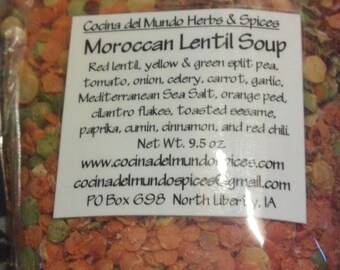 Cocina del Mundo Herbs & Spices
Moroccan Lentil Soup
Red lentil, yellow & green split pea,
tomato, onion, celery, carrot, garlic,
Mediterranean Sea Salt, orange peel,
cilantro flakes, toasted sesame,
paprika, cumin, cinnamon, and red chili.
Net Wt. 9.5 oz
www.cocinadelmundospices.com
cocinadelmundospices@gmail.com
PO Box 698 North Liberty, IA